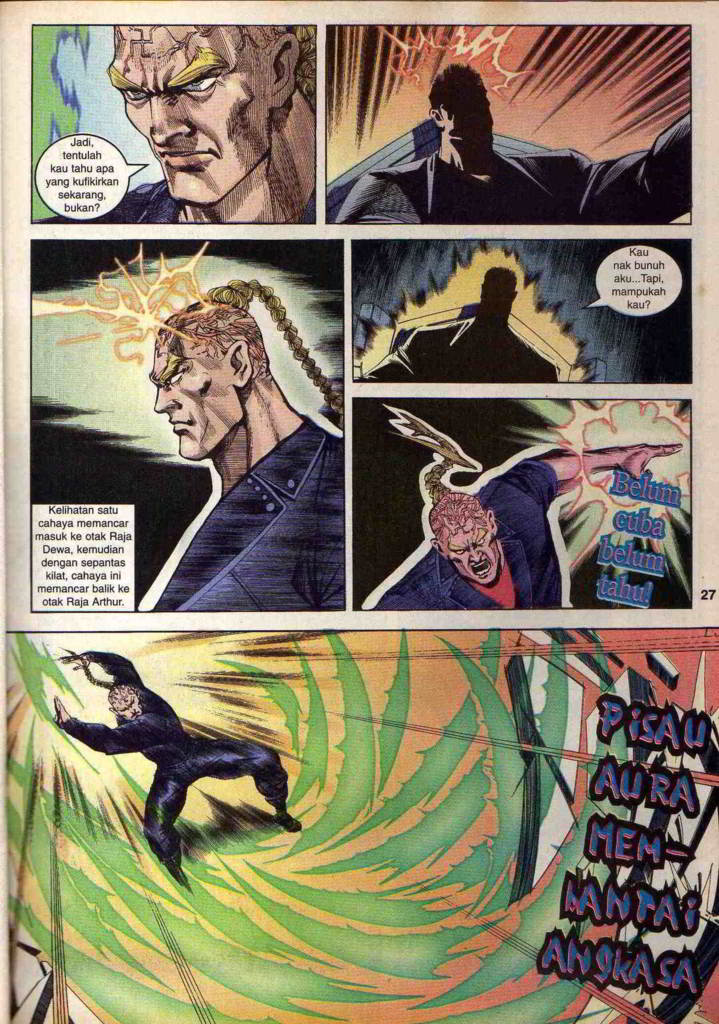 Jadi,
tentulah
kau tahu apa
yang kufikirkan
sekarang,
bukan?
Kelihatan satu
cahaya memancar
masuk ke otak Raja
Dewa, kemudian
dengan sepantas
kilat, cahaya ini
memancar balik ke
otak Raja Arthur.
Kau
nak bunuh
aku...Tapi,
mampukah
kau?
Belum
cuba
belum
tahu!
27
PISAU
AURA
MEM-
BANTAI
ANGKASA